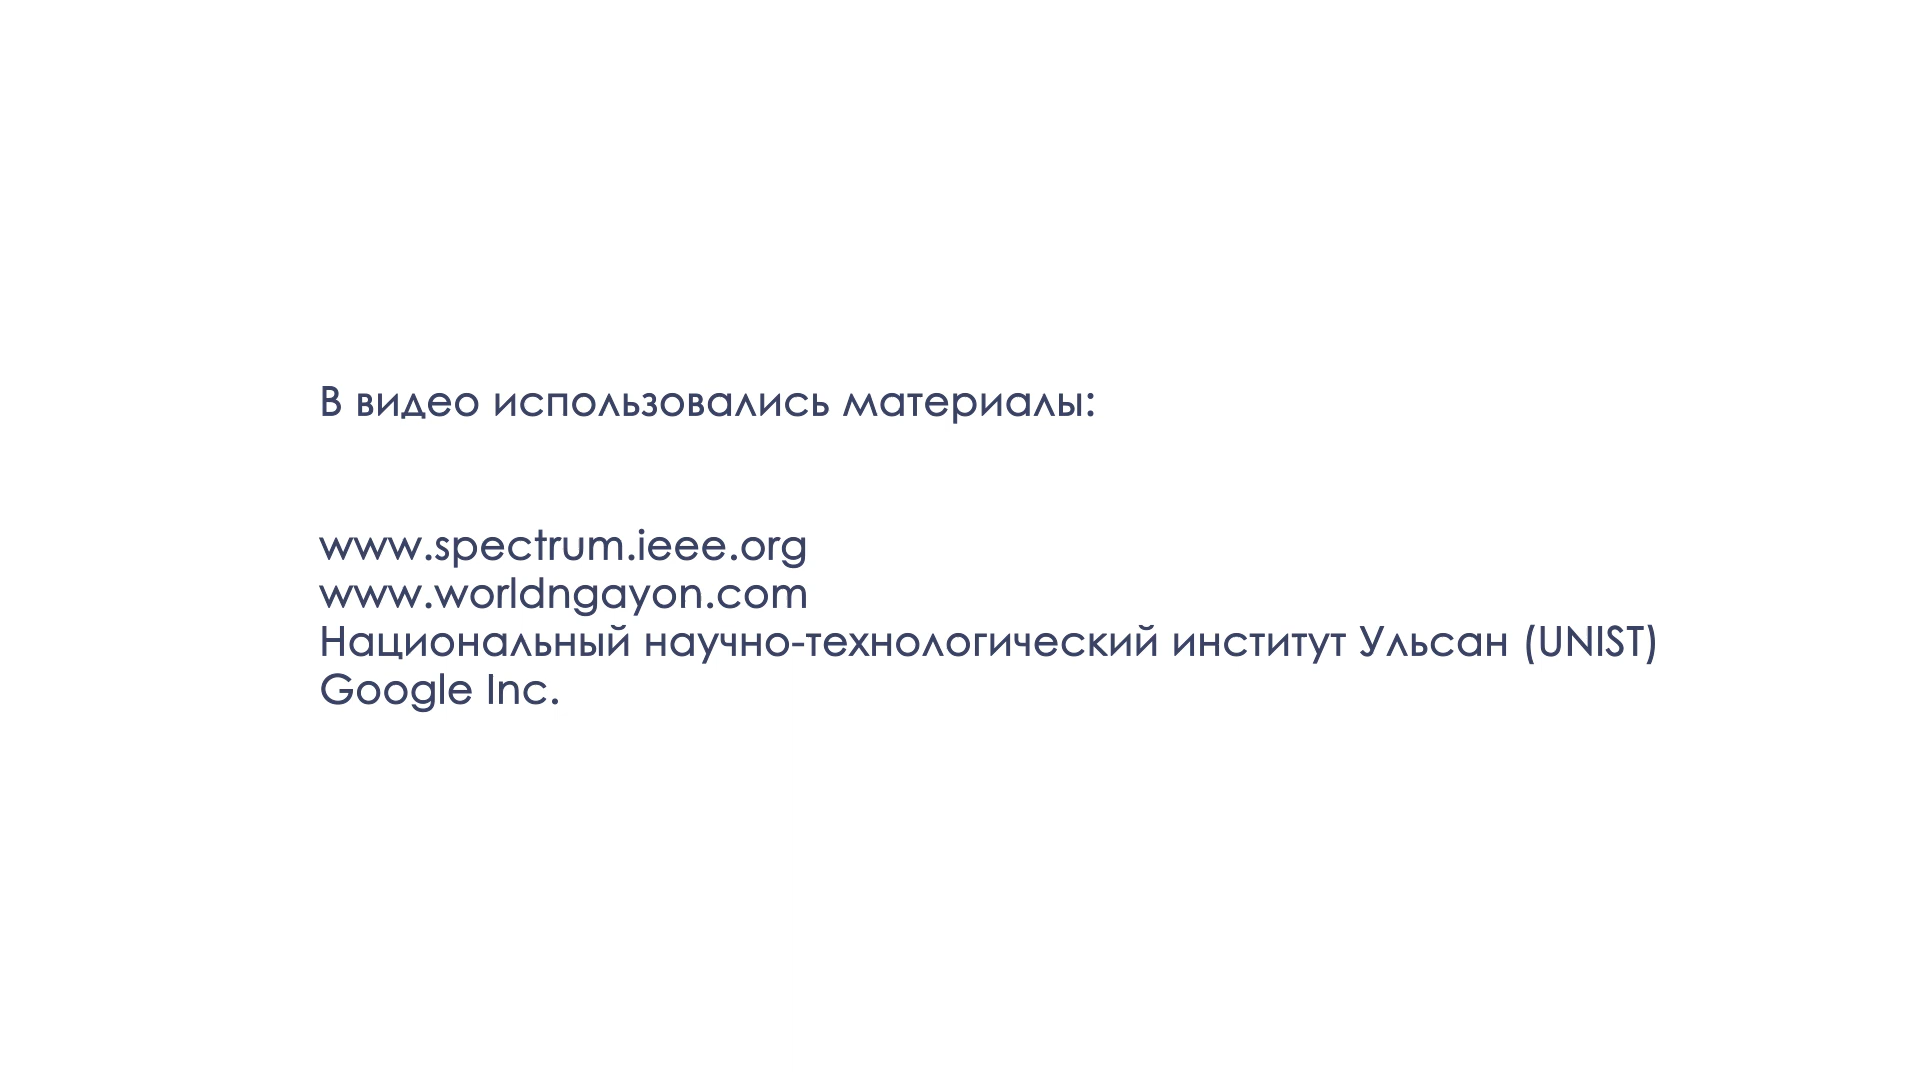 В видео использовались материалы:
www.spectrum.ieee.org
www.worldngayon.com
Национальный научно-технологический институт Ульсан (UNIST)
Google Inc.